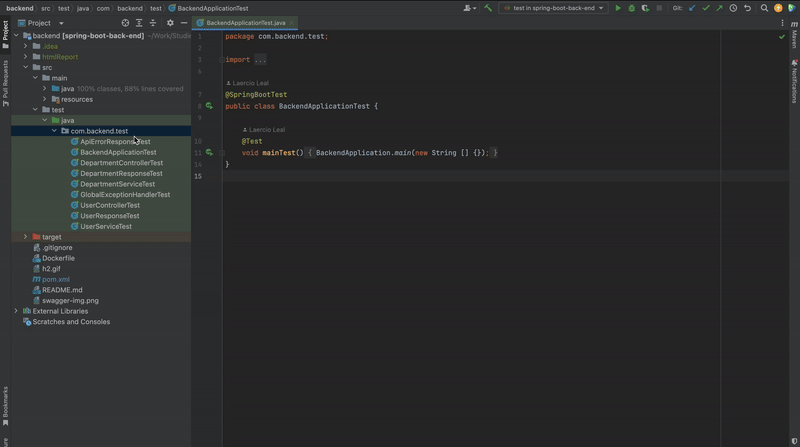 backend
src
test
java
com
backend
test
BackendApplicationTest
test in spring-boot-back-end
Git:
Project
Project
BackendApplicationTest.java
backend [spring-boot-back-end] ~/Work/Studie
.idea
htmlReport
src
main
java 100% classes, 68% lines covered
resources
test
java
com.backend.test
ApiErrorResponseTest
BackendApplicationTest
DepartmentControllerTest
DepartmentResponseTest
DepartmentServiceTest
GlobalExceptionHandlerTest
UserControllerTest
UserResponseTest
UserServiceTest
target
.gitignore
Dockerfile
h2.gif
pom.xml
README.md
swagger-img.png
External Libraries
Scratches and Consoles
Pull Requests
Bookmarks
1 package com.backend.test;
2
3 import ...
6
Laercio Leal
7 @SpringBootTest
8 public class BackendApplicationTest {
9
Laercio Leal
10 @Test
11 void mainTest() { BackendApplication.main(new String [] {}); }
14 }
15
Maven
Notifications